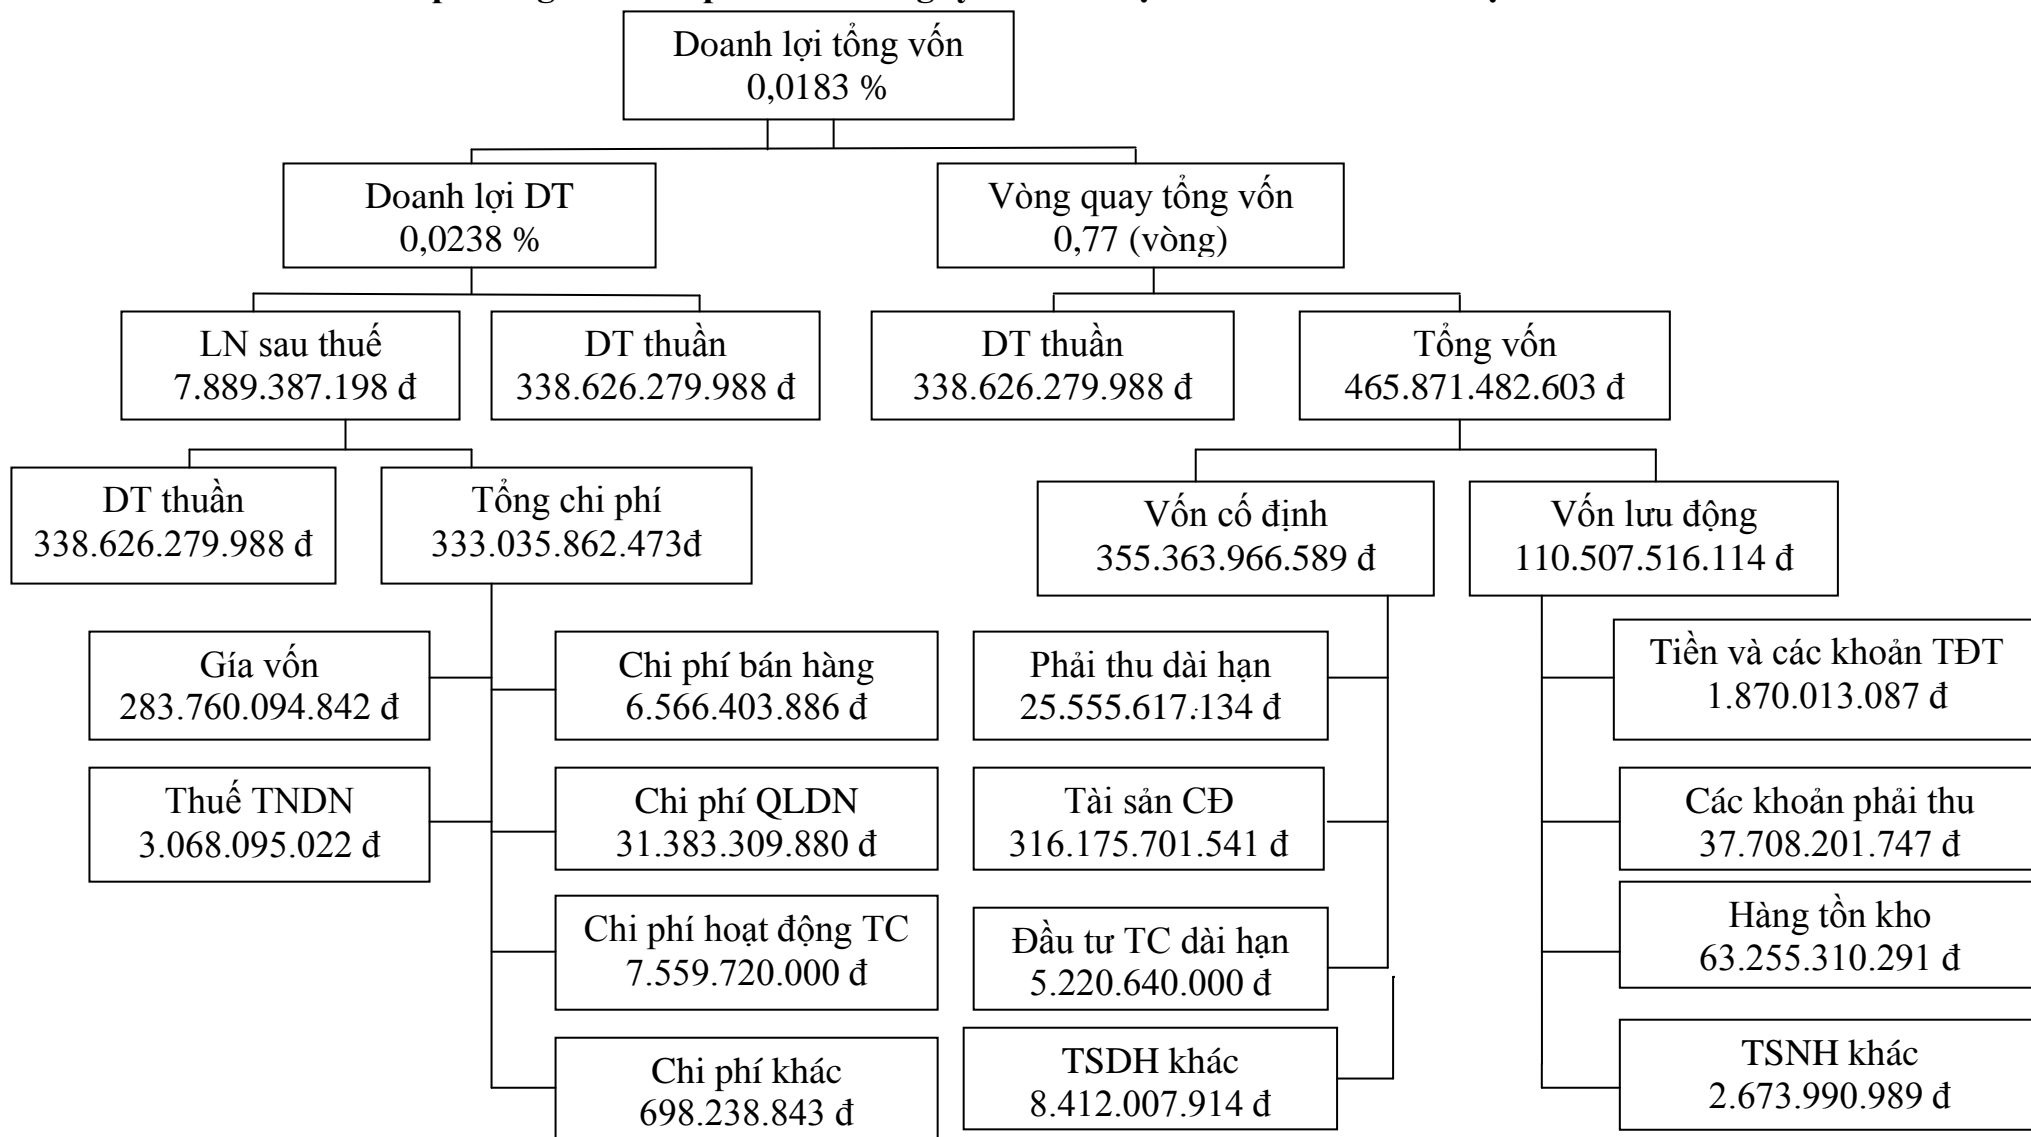 Doanh lợi tổng vốn
0,0183 %
Doanh lợi DT
0,0238 %
Vòng quay tổng vốn
0,77 (vòng)
LN sau thuế
7.889.387.198 đ
DT thuần
338.626.279.988 đ
DT thuần
338.626.279.988 đ
Tổng vốn
465.871.482.603 đ
DT thuần
338.626.279.988 đ
Tổng chi phí
333.035.862.473đ
Vốn cố định
355.363.966.589 đ
Vốn lưu động
110.507.516.114 đ
Gía vốn
283.760.094.842 đ
Chi phí bán hàng
6.566.403.886 đ
Phải thu dài hạn
25.555.617.134 đ
Tiền và các khoản TĐT
1.870.013.087 đ
Thuế TNDN
3.068.095.022 đ
Chi phí QLDN
31.383.309.880 đ
Tài sản CĐ
316.175.701.541 đ
Các khoản phải thu
37.708.201.747 đ
Chi phí hoạt động TC
7.559.720.000 đ
Đầu tư TC dài hạn
5.220.640.000 đ
Hàng tồn kho
63.255.310.291 đ
Chi phí khác
698.238.843 đ
TSDH khác
8.412.007.914 đ
TSNH khác
2.673.990.989 đ